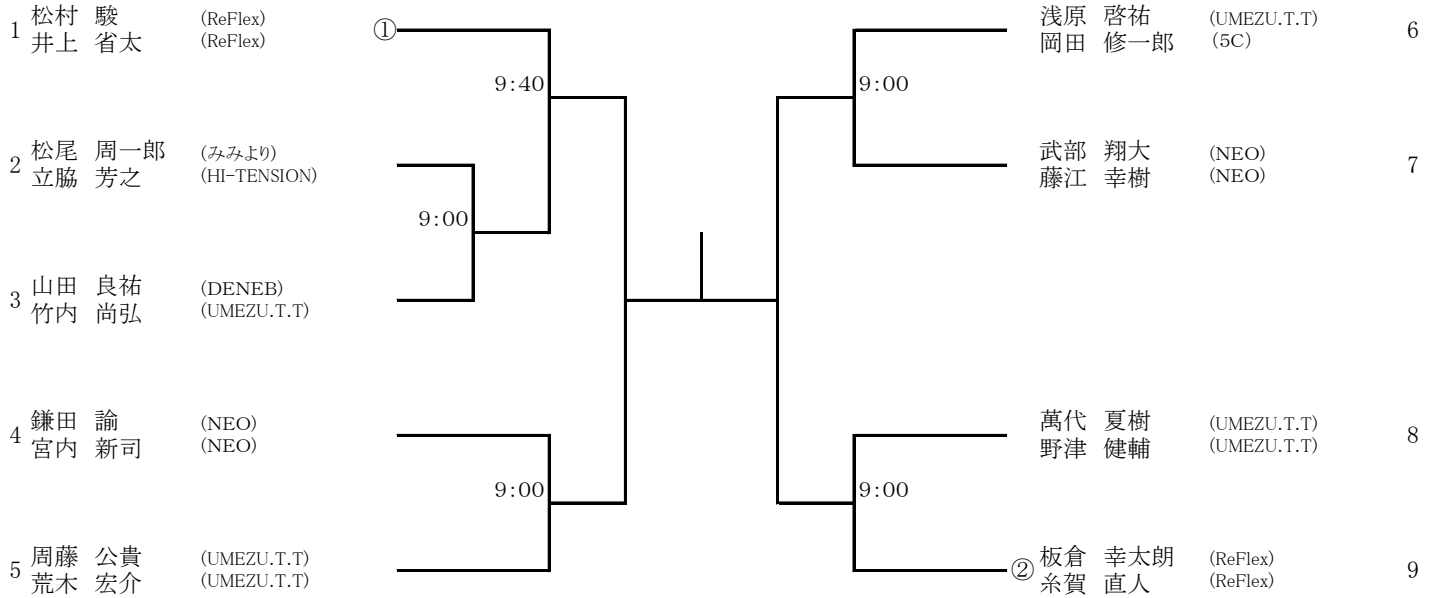 1 松村 駿 (ReFlex) ①
井上 省太 (ReFlex)
9:40
2 松尾 周一郎 (みみより)
立脇 芳之 (HI-TENSION)
9:00
3 山田 良祐 (DENEB)
竹内 尚弘 (UMEZU.T.T)
4 鎌田 諭 (NEO)
宮内 新司 (NEO)
9:00
5 周藤 公貴 (UMEZU.T.T)
荒木 宏介 (UMEZU.T.T)
浅原 啓祐 (UMEZU.T.T) 6
岡田 修一郎 (5C)
9:00
武部 翔大 (NEO) 7
藤江 幸樹 (NEO)
萬代 夏樹 (UMEZU.T.T) 8
野津 健輔 (UMEZU.T.T)
9:00
② 板倉 幸太朗 (ReFlex) 9
糸賀 直人 (ReFlex)